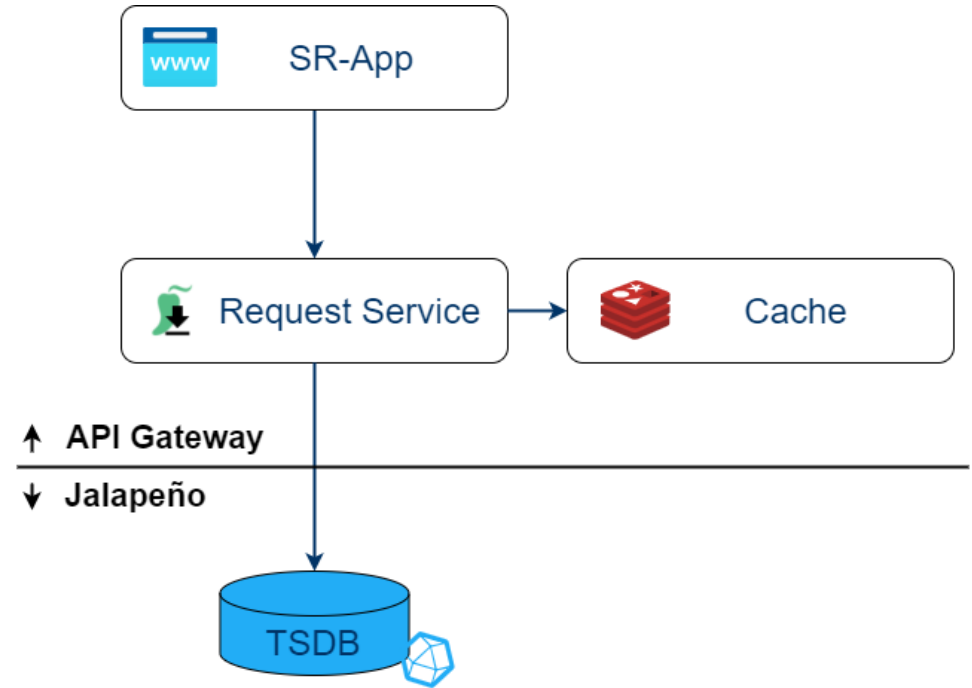 www
SR-App
Request Service
Cache
API Gateway
Jalapeño
TSDB